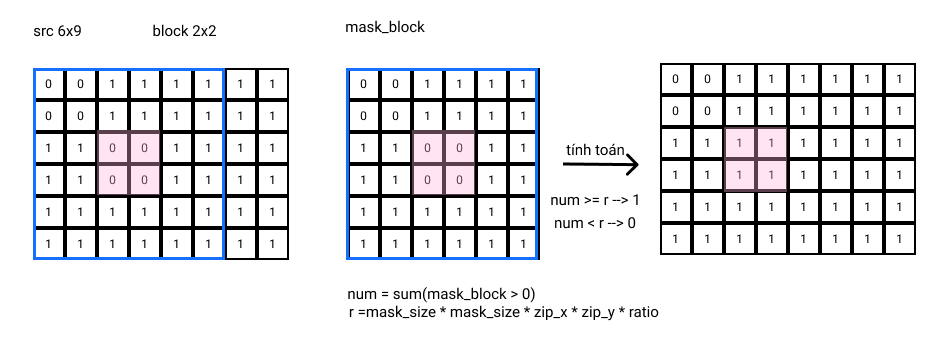 src 6x9 block 2x2 mask_block
0 0 1 1 1 1 1 1 0 0 1 1 1 1 0 0 1 1 1 1 1 1
0 0 1 1 1 1 1 1 0 0 1 1 1 1 0 0 1 1 1 1 1 1
1 1 0 0 1 1 1 1 1 1 0 0 1 1 1 1 1 1 1 1 1 1
tính toán
1 1 0 0 1 1 1 1 1 1 0 0 1 1 1 1 1 1 1 1 1 1
num >= r --> 1
1 1 1 1 1 1 1 1 1 1 1 1 1 1 1 1 1 1 1 1 1 1
num < r --> 0
1 1 1 1 1 1 1 1 1 1 1 1 1 1 1 1 1 1 1 1 1 1
num = sum(mask_block > 0)
r =mask_size * mask_size * zip_x * zip_y * ratio